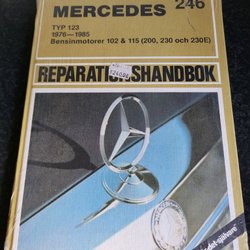 MERCEDES 246
TYP 123
1976–1985
Bensinmotorer 102 & 115 (200, 230 och 230E)
REPARATIONSHANDBOK